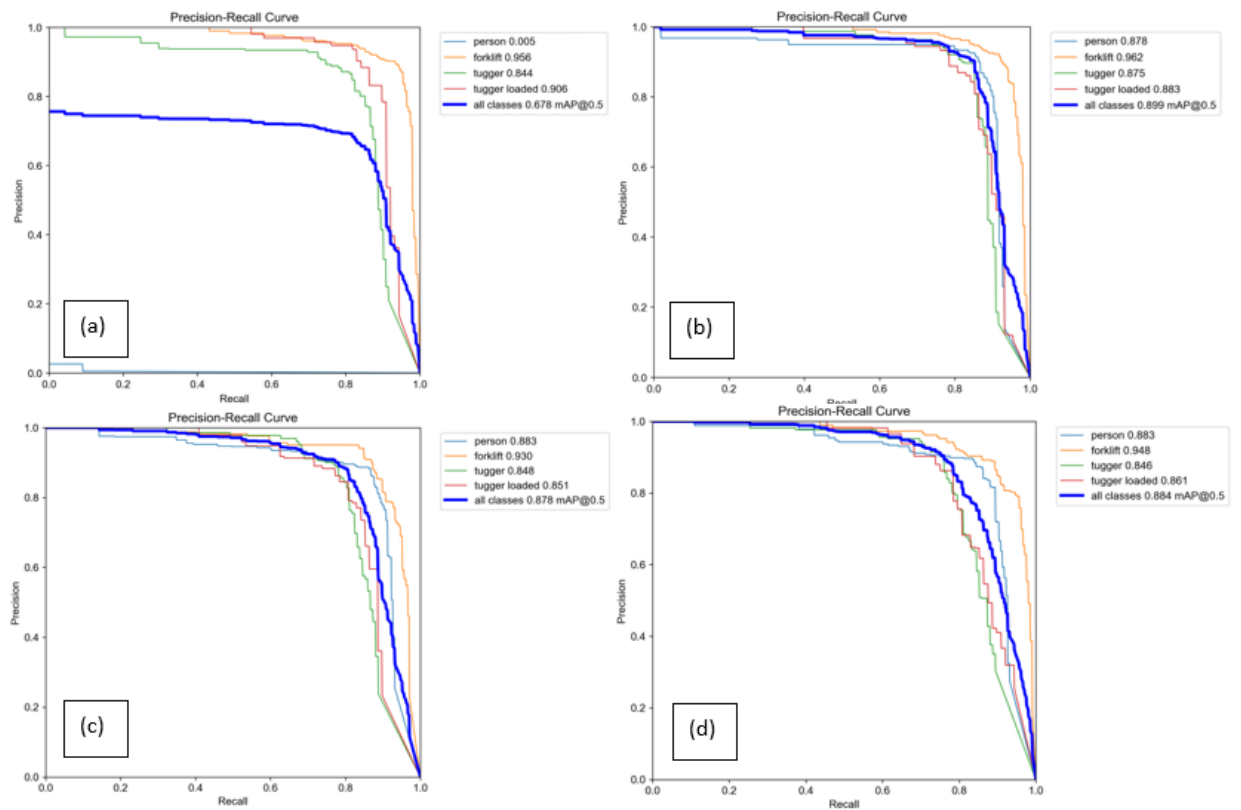 Precision-Recall Curve
1.0
0.8
0.6
0.4
0.2
0.0
Precision
0.0 0.2 0.4 0.6 0.8 1.0
Recall
(a)
person 0.005
forklift 0.956
tugger 0.844
tugger loaded 0.906
all classes 0.678 mAP@0.5
Precision-Recall Curve
1.0
0.8
0.6
0.4
0.2
0.0
Precision
0.0 0.2 0.4 0.6 0.8 1.0
Recall
(b)
person 0.878
forklift 0.962
tugger 0.875
tugger loaded 0.883
all classes 0.899 mAP@0.5
Precision-Recall Curve
1.0
0.8
0.6
0.4
0.2
0.0
Precision
0.0 0.2 0.4 0.6 0.8 1.0
Recall
(c)
person 0.883
forklift 0.930
tugger 0.848
tugger loaded 0.851
all classes 0.878 mAP@0.5
Precision-Recall Curve
1.0
0.8
0.6
0.4
0.2
0.0
Precision
0.0 0.2 0.4 0.6 0.8 1.0
Recall
(d)
person 0.883
forklift 0.948
tugger 0.846
tugger loaded 0.861
all classes 0.884 mAP@0.5